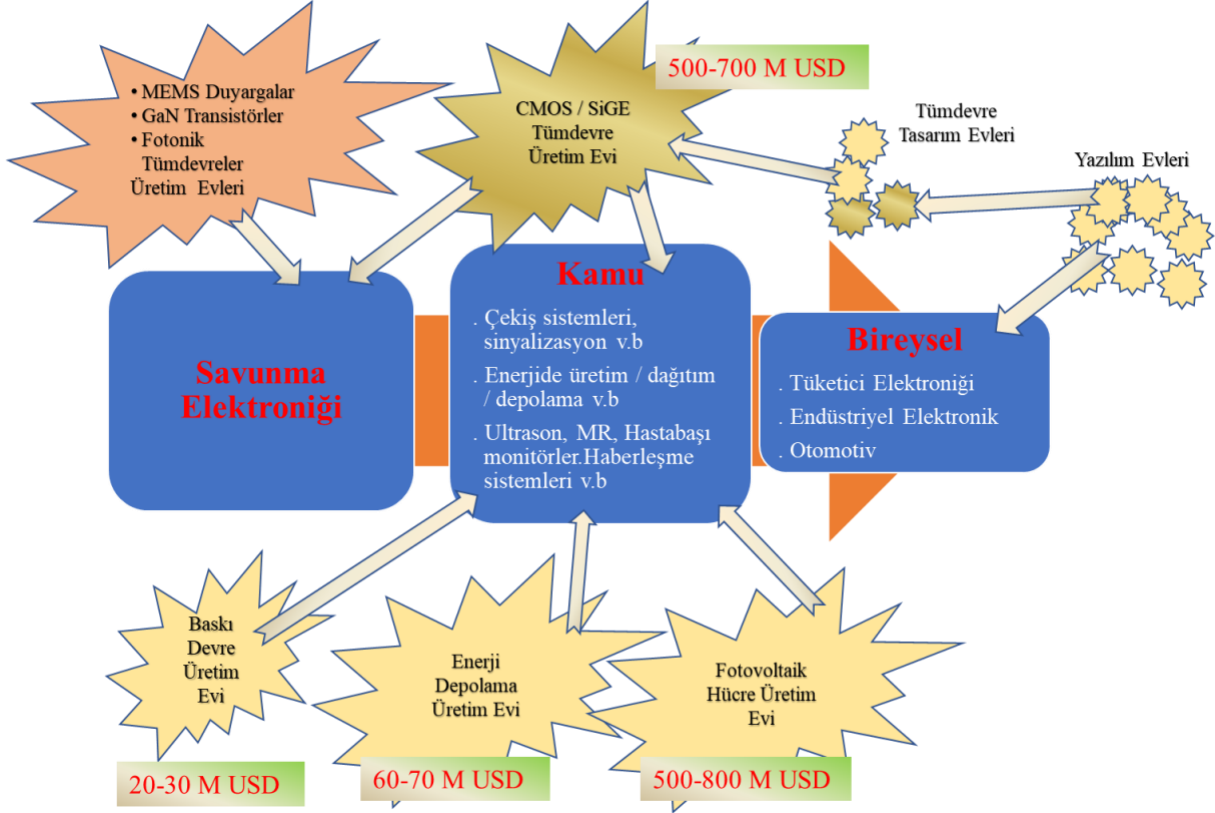 • MEMS Duyargalar
• GaN Transistörler
• Fotonik
Tümdevreler
Üretim Evleri
CMOS / SiGE
Tümdevre
Üretim Evi
500-700 M USD
Tümdevre
Tasarım Evleri
Yazılım Evleri
Savunma
Elektroniği
Kamu
. Çekiş sistemleri,
sinyalizasyon v.b
. Enerjide üretim / dağıtım
/ depolama v.b
. Ultrason, MR, Hastabaşı
monitörler.Haberleşme
sistemleri v.b
Bireysel
. Tüketici Elektroniği
. Endüstriyel Elektronik
. Otomotiv
Baskı
Devre
Üretim
Evi
20-30 M USD
Enerji
Depolama
Üretim Evi
60-70 M USD
Fotovoltaik
Hücre Üretim
Evi
500-800 M USD